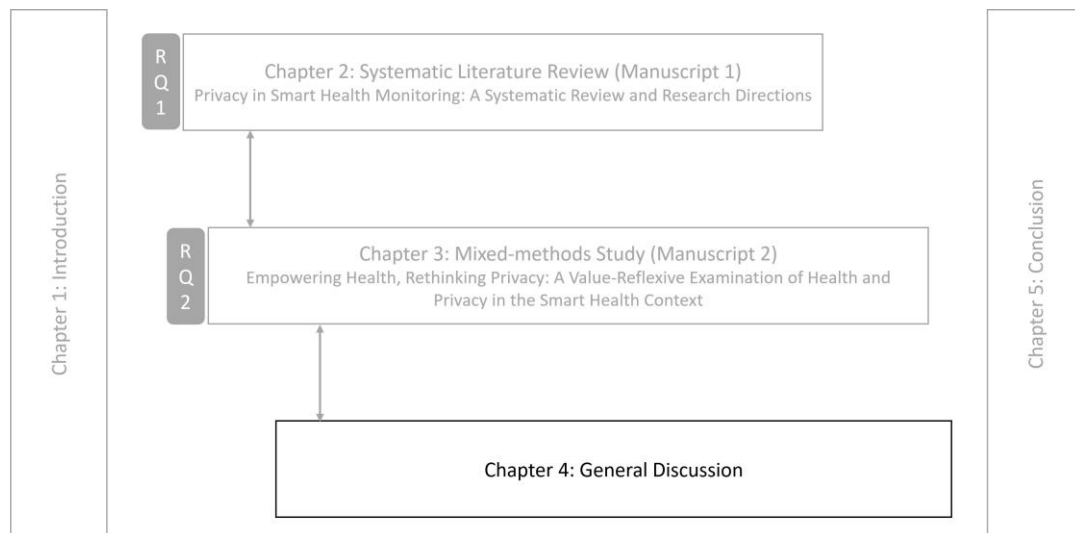 Chapter 1: Introduction
R
Q
1
Chapter 2: Systematic Literature Review (Manuscript 1)
Privacy in Smart Health Monitoring: A Systematic Review and Research Directions
R
Q
2
Chapter 3: Mixed-methods Study (Manuscript 2)
Empowering Health, Rethinking Privacy: A Value-Reflexive Examination of Health and
Privacy in the Smart Health Context
Chapter 4: General Discussion
Chapter 5: Conclusion